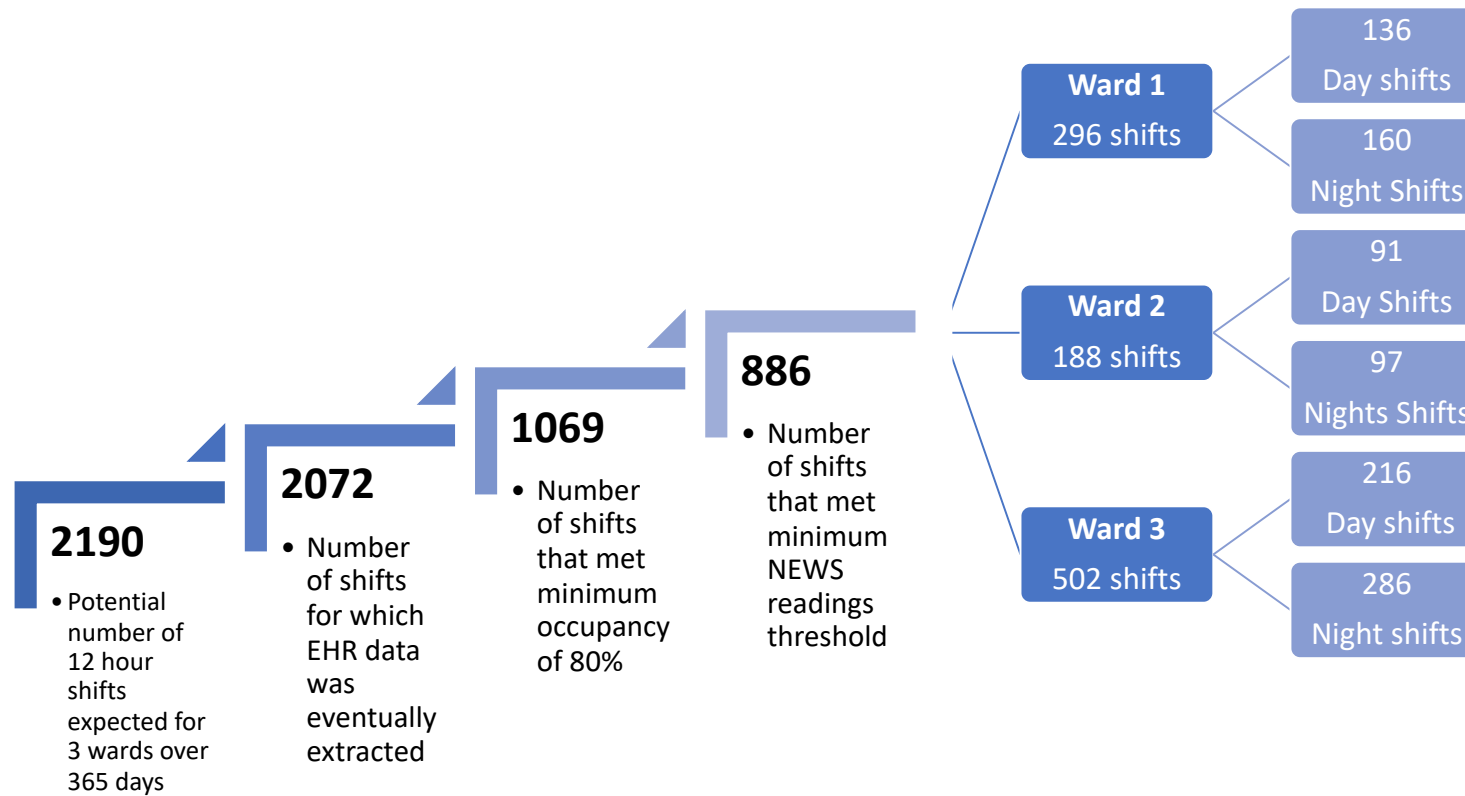 2190
• Potential
number of
12 hour
shifts
expected for
3 wards over
365 days
2072
• Number
of shifts
for which
EHR data
was
eventually
extracted
1069
• Number
of shifts
that met
minimum
occupancy
of 80%
886
• Number
of shifts
that met
minimum
NEWS
readings
threshold
Ward 1
296 shifts
136
Day shifts
160
Night Shifts
Ward 2
188 shifts
91
Day Shifts
97
Nights Shifts
Ward 3
502 shifts
216
Day shifts
286
Night shifts